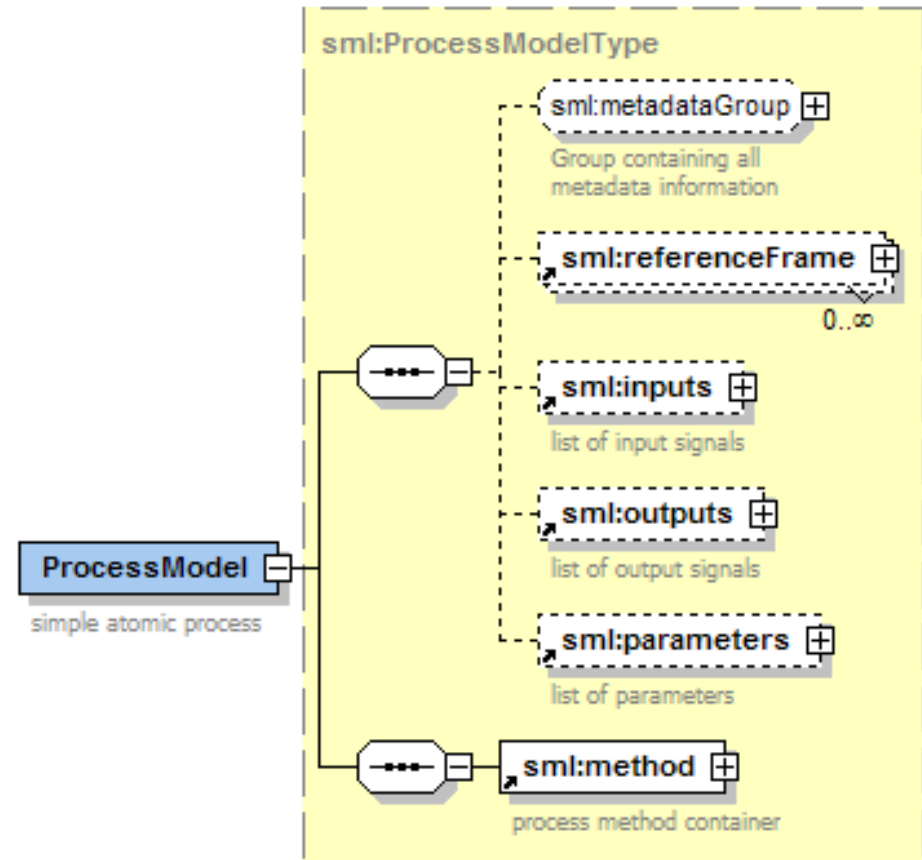 sml:ProcessModelType
sml:metadataGroup
Group containing all
metadata information
sml:referenceFrame
0..∞
sml:inputs
list of input signals
sml:outputs
list of output signals
ProcessModel
simple atomic process
sml:parameters
list of parameters
sml:method
process method container